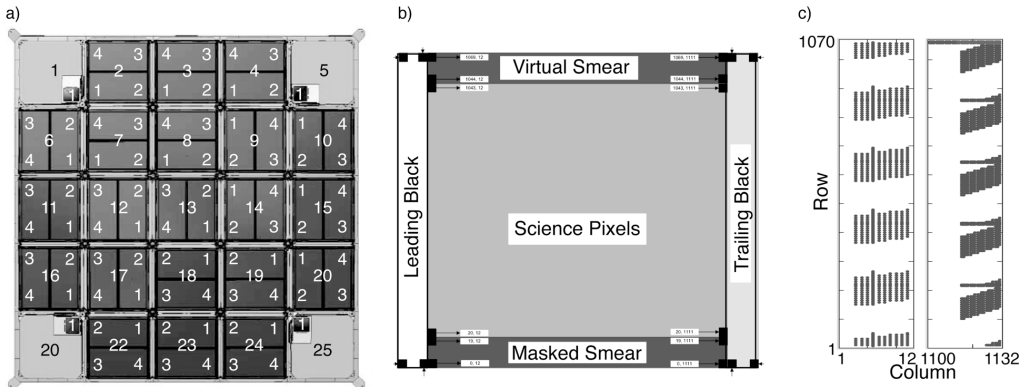 a)
4 3 4 3 4 3
1 2 3 4 5
1 1 2 1 2 1 2 1
3 2 4 3 4 3 1 4 1 4
6 7 8 9 10
4 1 1 2 1 2 2 3 2 3
3 2 3 2 3 2 1 4 1 4
11 12 13 14 15
4 1 4 1 4 1 2 3 2 3
3 2 3 2 2 1 2 1 1 4
16 17 18 19 20
4 1 4 1 3 4 3 4 2 3
1 2 1 2 1 2 1 1
20 22 23 24 25
3 4 3 4 3 4
b)
1069, 12
1069, 1111
Virtual Smear
1044, 12
1044, 1111
1043, 12
1043, 1111
Leading Black
Science Pixels
Trailing Black
20, 12
20, 1111
19, 12
19, 1111
Masked Smear
0, 12
0, 1111
c)
1070
Row
1
1 12 1100 1132
Column